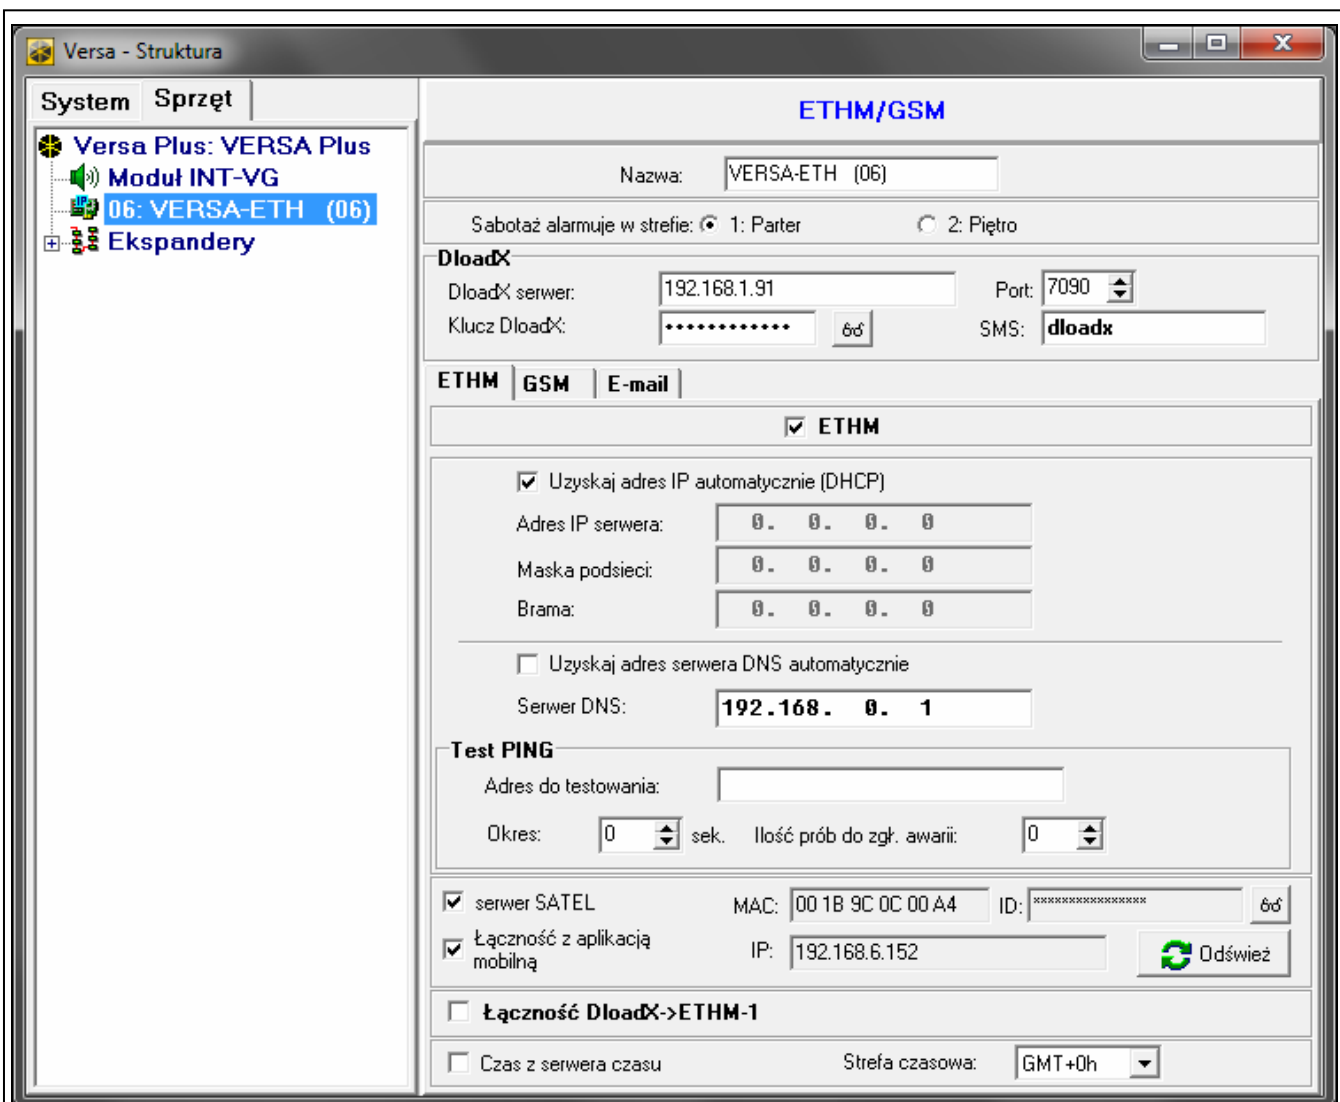 Versa - Struktura
System Sprzęt
Versa Plus: VERSA Plus
Moduł INT-VG
06: VERSA-ETH (06)
Ekspandery
ETHM/GSM
Nazwa: VERSA-ETH (06)
Sabotaż alarmuje w strefie: 1: Parter 2: Piętro
DloadX
DloadX serwer: 192.168.1.91 Port: 7090
Klucz DloadX: •••••••••••• SMS: dloadx
ETHM GSM E-mail
ETHM
Uzyskaj adres IP automatycznie (DHCP)
Adres IP serwera: 0. 0. 0. 0
Maska podsieci: 0. 0. 0. 0
Brama: 0. 0. 0. 0
Uzyskaj adres serwera DNS automatycznie
Serwer DNS: 192.168. 0. 1
Test PING
Adres do testowania:
Okres: 0 sek. Ilość prób do zgł. awarii: 0
serwer SATEL MAC: 00 1B 9C 0C 00 A4 ID: ****************
Łączność z aplikacją
mobilną IP: 192.168.6.152 Odśwież
Łączność DloadX->ETHM-1
Czas z serwera czasu Strefa czasowa: GMT+0h